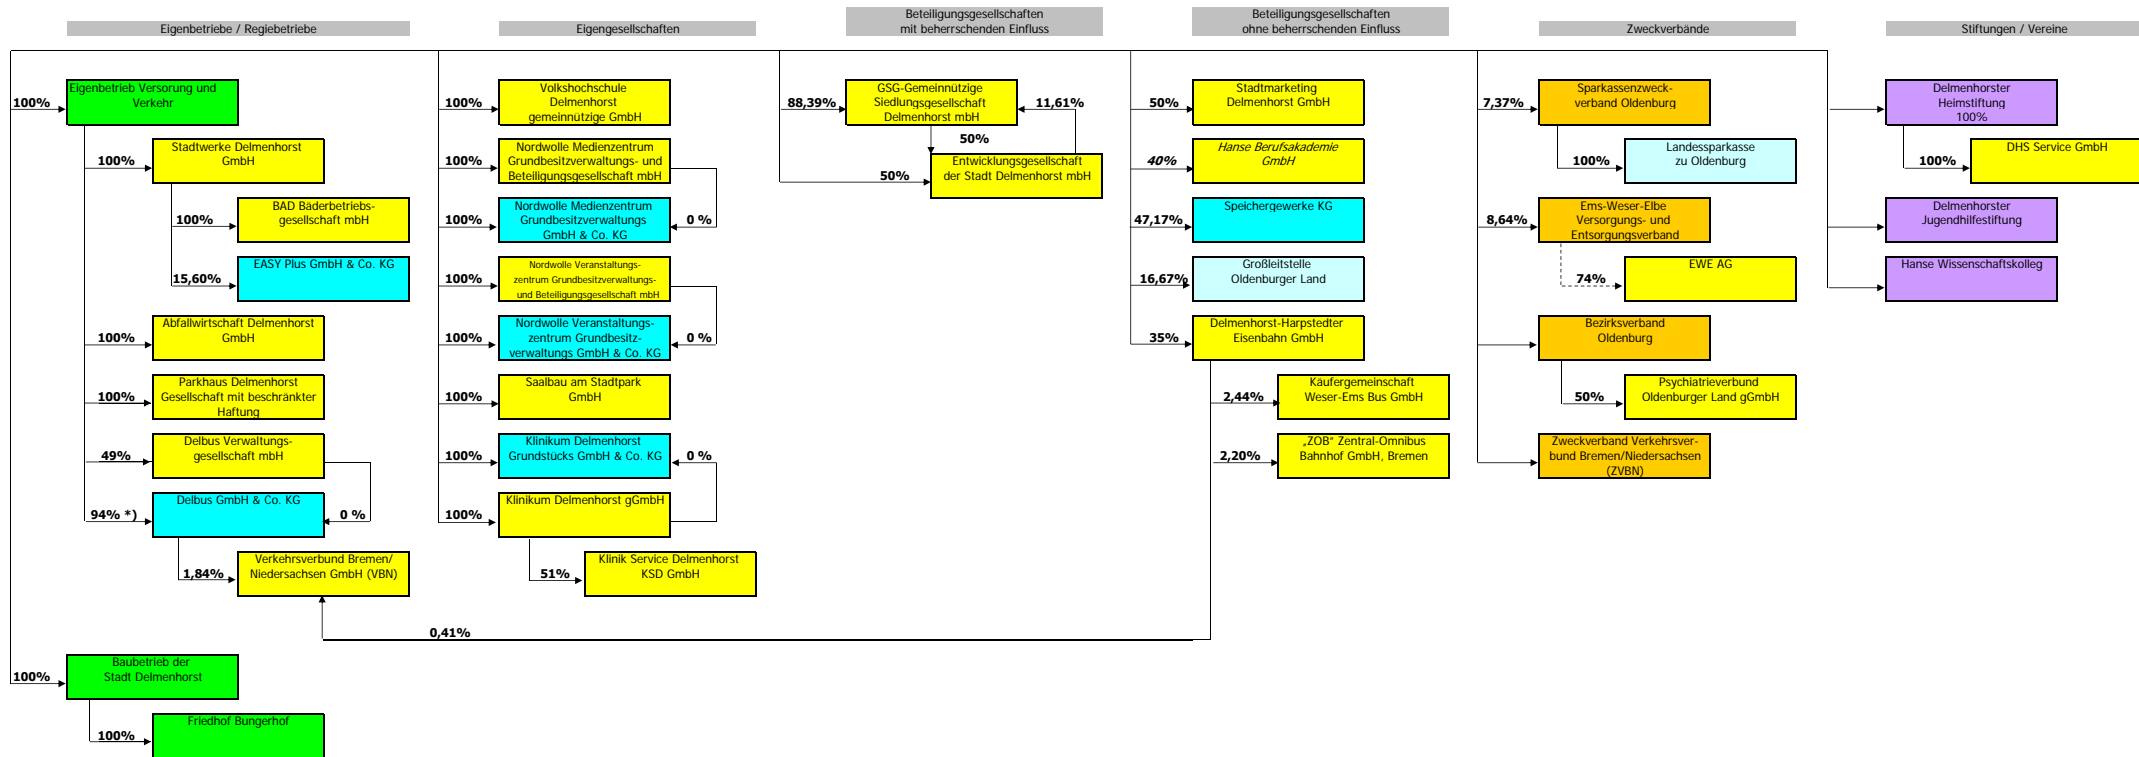 Eigenbetriebe / Regiebetriebe
100%
Eigenbetrieb Versorung und
Verkehr
100%
Stadtwerke Delmenhorst
GmbH
100%
BAD Bäderbetriebs-
gesellschaft mbH
15,60%
EASY Plus GmbH & Co. KG
100%
Abfallwirtschaft Delmenhorst
GmbH
100%
Parkhaus Delmenhorst
Gesellschaft mit beschränkter
Haftung
49%
Delbus Verwaltungs-
gesellschaft mbH
94% *)
Delbus GmbH & Co. KG
0 %
1,84%
Verkehrsverbund Bremen/
Niedersachsen GmbH (VBN)
0,41%
100%
Baubetrieb der
Stadt Delmenhorst
100%
Friedhof Bungerhof
Eigengesellschaften
100%
Volkshochschule
Delmenhorst
gemeinnützige GmbH
100%
Nordwolle Medienzentrum
Grundbesitzverwaltungs- und
Beteiligungsgesellschaft mbH
100%
Nordwolle Medienzentrum
Grundbesitzverwaltungs
GmbH & Co. KG
0 %
100%
Nordwolle Veranstaltungs-
zentrum Grundbesitzverwaltungs-
und Beteiligungsgesellschaft mbH
100%
Nordwolle Veranstaltungs-
zentrum Grundbesitz-
verwaltungs GmbH & Co. KG
0 %
100%
Saalbau am Stadtpark
GmbH
100%
Klinikum Delmenhorst
Grundstücks GmbH & Co. KG
0 %
100%
Klinikum Delmenhorst gGmbH
51%
Klinik Service Delmenhorst
KSD GmbH
Beteiligungsgesellschaften
mit beherrschenden Einfluss
88,39%
GSG-Gemeinnützige
Siedlungsgesellschaft
Delmenhorst mbH
11,61%
50%
50%
Entwicklungsgesellschaft
der Stadt Delmenhorst mbH
Beteiligungsgesellschaften
ohne beherrschenden Einfluss
50%
Stadtmarketing
Delmenhorst GmbH
40%
Hanse Berufsakademie
GmbH
47,17%
Speichergewerke KG
16,67%
Großleitstelle
Oldenburger Land
35%
Delmenhorst-Harpstedter
Eisenbahn GmbH
2,44%
Käufergemeinschaft
Weser-Ems Bus GmbH
2,20%
„ZOB“ Zentral-Omnibus
Bahnhof GmbH, Bremen
Zweckverbände
7,37%
Sparkassenzweck-
verband Oldenburg
100%
Landessparkasse
zu Oldenburg
8,64%
Ems-Weser-Elbe
Versorgungs- und
Entsorgungsverband
74%
EWE AG
Bezirksverband
Oldenburg
50%
Psychiatrieverbund
Oldenburger Land gGmbH
Zweckverband Verkehrsver-
bund Bremen/Niedersachsen
(ZVBN)
Stiftungen / Vereine
Delmenhorster
Heimstiftung
100%
100%
DHS Service GmbH
Delmenhorster
Jugendhilfestiftung
Hanse Wissenschaftskolleg